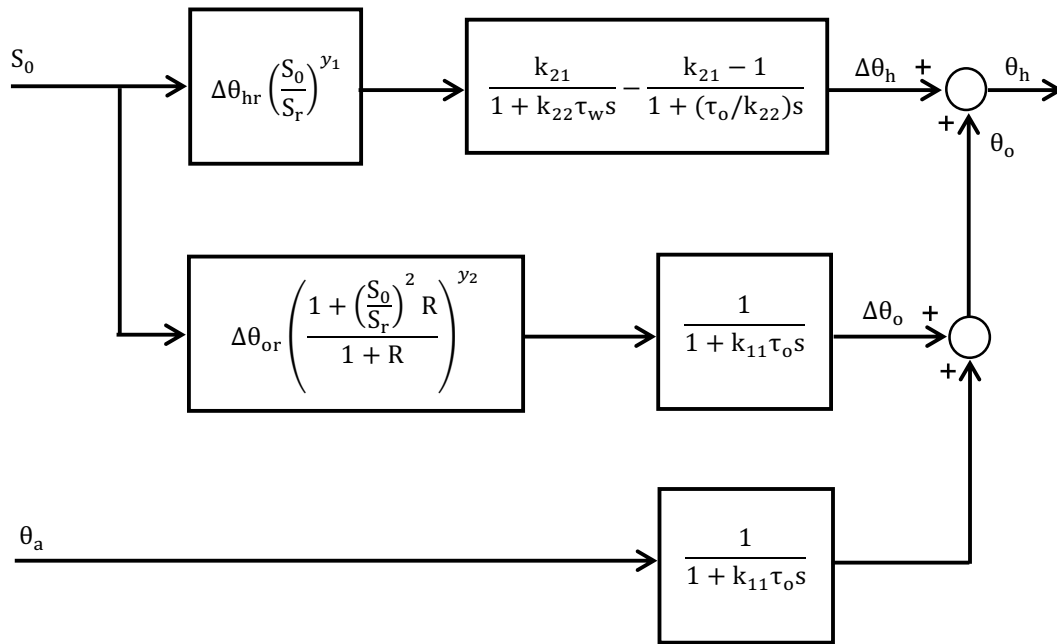 S₀
Δθₕᵣ (S₀/Sᵣ)^y₁
k₂₁/(1 + k₂₂τ_w s) − (k₂₁ − 1)/(1 + (τₒ/k₂₂)s)
Δθₕ
+
θₕ
+
θₒ
Δθₒᵣ ((1 + (S₀/Sᵣ)² R)/(1 + R))^y₂
1/(1 + k₁₁τₒs)
Δθₒ
+
+
θₐ
1/(1 + k₁₁τₒs)